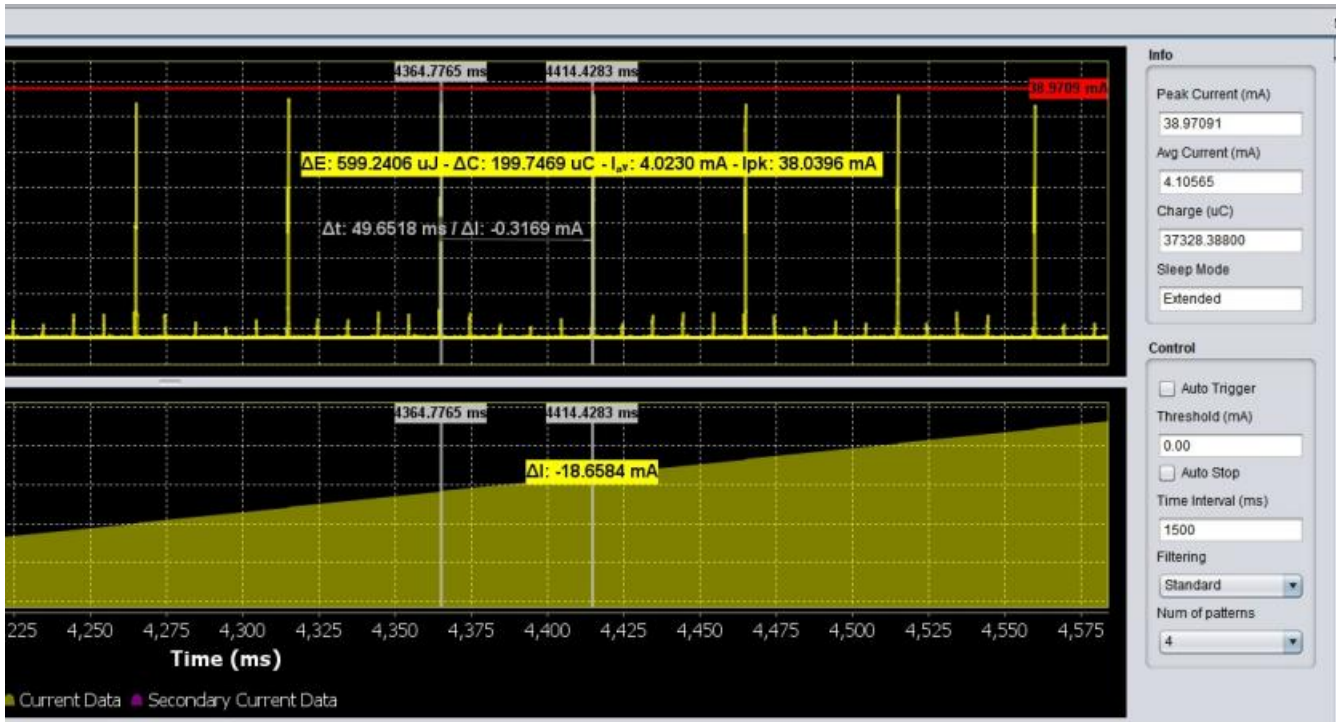 4364.7765 ms 4414.4283 ms
38.9709 mA
ΔE: 599.2406 uJ - ΔC: 199.7469 uC - Iₐᵥ: 4.0230 mA - Ipk: 38.0396 mA
Δt: 49.6518 ms / ΔI: -0.3169 mA
4364.7765 ms 4414.4283 ms
ΔI: -18.6584 mA
225 4,250 4,275 4,300 4,325 4,350 4,375 4,400 4,425 4,450 4,475 4,500 4,525 4,550 4,575
Time (ms)
Current Data Secondary Current Data
Info
Peak Current (mA)
38.97091
Avg Current (mA)
4.10565
Charge (uC)
37328.38800
Sleep Mode
Extended
Control
Auto Trigger
Threshold (mA)
0.00
Auto Stop
Time Interval (ms)
1500
Filtering
Standard
Num of patterns
4